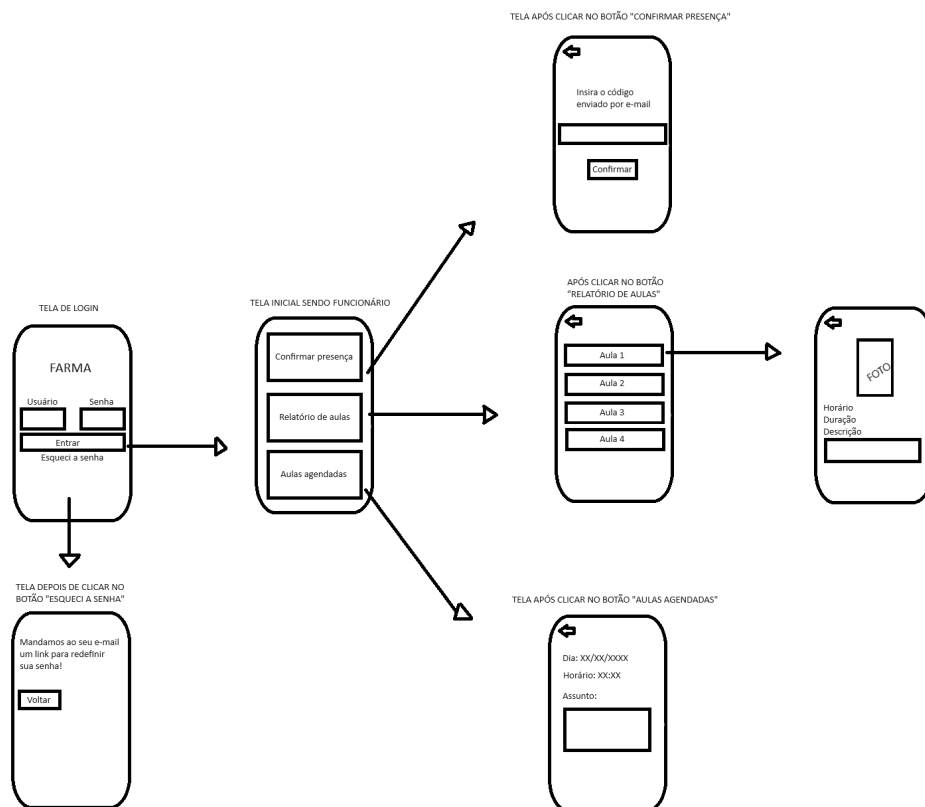 TELA APÓS CLICAR NO BOTÃO "CONFIRMAR PRESENÇA"
Insira o código
enviado por e-mail
Confirmar
TELA DE LOGIN
FARMA
Usuário
Senha
Entrar
Esqueci a senha
TELA INICIAL SENDO FUNCIONÁRIO
Confirmar presença
Relatório de aulas
Aulas agendadas
APÓS CLICAR NO BOTÃO
"RELATÓRIO DE AULAS"
Aula 1
Aula 2
Aula 3
Aula 4
FOTO
Horário
Duração
Descrição
TELA DEPOIS DE CLICAR NO
BOTÃO "ESQUECI A SENHA"
Mandamos ao seu e-mail
um link para redefinir
sua senha!
Voltar
TELA APÓS CLICAR NO BOTÃO "AULAS AGENDADAS"
Dia: XX/XX/XXXX
Horário: XX:XX
Assunto: